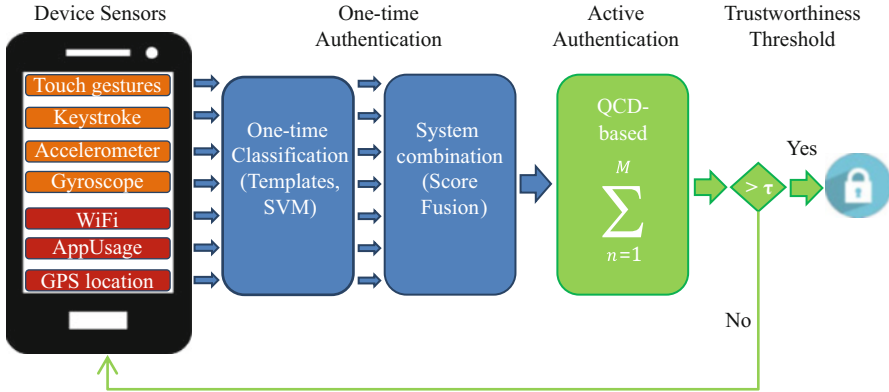 Device Sensors
One-time
Authentication
Active
Authentication
Trustworthiness
Threshold
Touch gestures
Keystroke
Accelerometer
Gyroscope
WiFi
AppUsage
GPS location
One-time
Classification
(Templates,
SVM)
System
combination
(Score
Fusion)
QCD-
based
M
∑
n=1
> τ
Yes
No